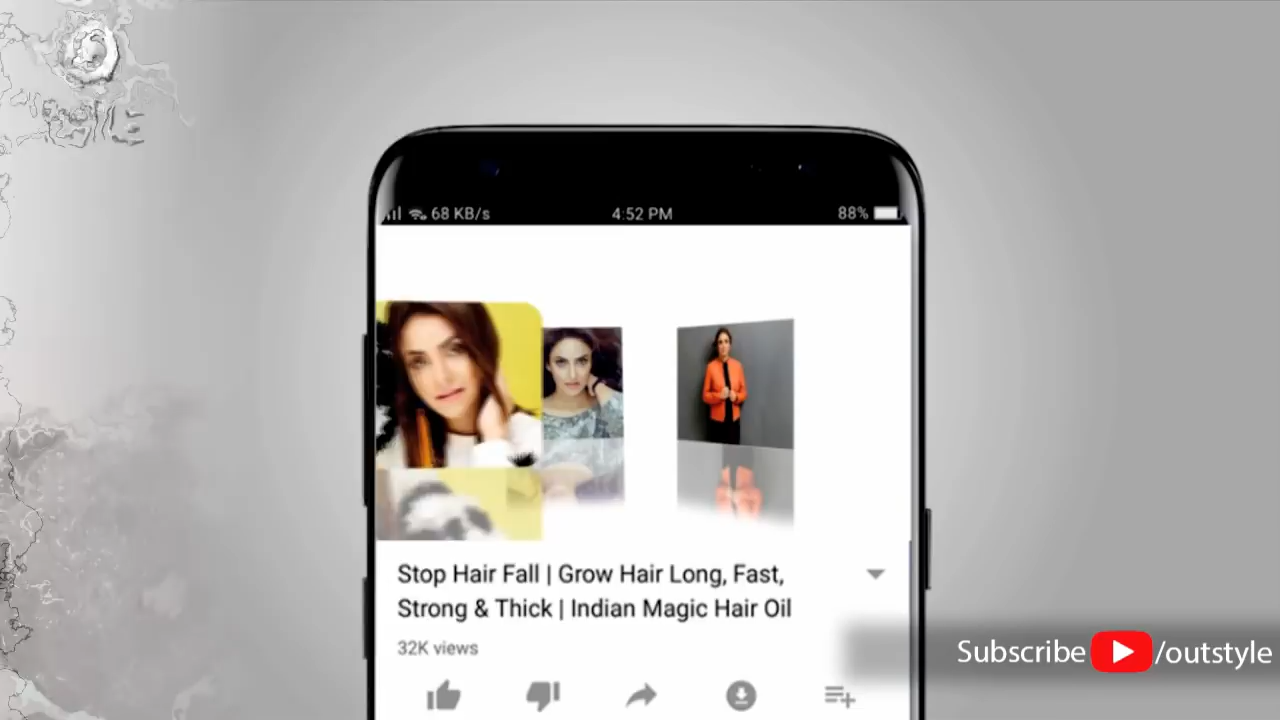 68 KB/s 4:52 PM 88%
Stop Hair Fall | Grow Hair Long, Fast,
Strong & Thick | Indian Magic Hair Oil
32K views
Subscribe /outstyle